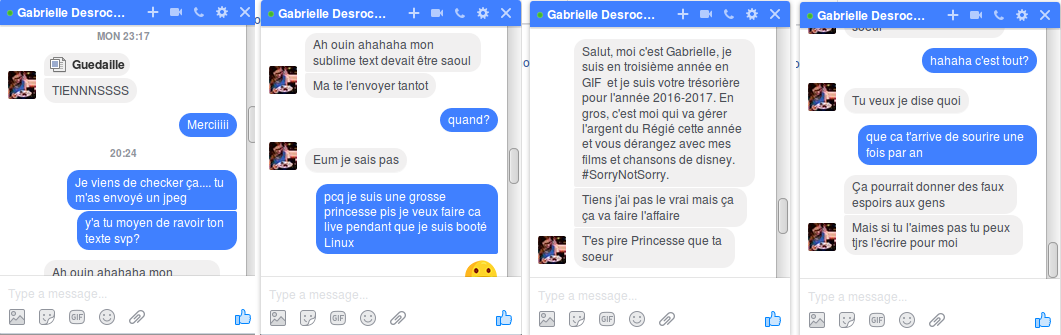 Gabrielle Desroc...
MON 23:17
Guedaille
TIENNNSSSS
Merciiiii
20:24
Je viens de checker ça.... tu
m'as envoyé un jpeg
y'a tu moyen de ravoir ton
texte svp?
Ah ouin ahahaha mon
Type a message...
GIF
Gabrielle Desroc...
Ah ouin ahahaha mon
sublime text devait être saoul
Ma te l'envoyer tantot
quand?
Eum je sais pas
pcq je suis une grosse
princesse pis je veux faire ca
live pendant que je suis booté
Linux
Type a message...
GIF
Gabrielle Desroc...
Salut, moi c'est Gabrielle, je
suis en troisième année en
GIF et je suis votre trésorière
pour l'année 2016-2017. En
gros, c'est moi qui va gérer
l'argent du Régié cette année
et vous dérangez avec mes
films et chansons de disney.
#SorryNotSorry.
Tiens j'ai pas le vrai mais ça
ça va faire l'affaire
T'es pire Princesse que ta
soeur
Type a message...
GIF
Gabrielle Desroc...
soeur
hahaha c'est tout?
Tu veux je dise quoi
que ca t'arrive de sourire une
fois par an
Ça pourrait donner des faux
espoirs aux gens
Mais si tu l'aimes pas tu peux
tjrs l'écrire pour moi
Type a message...
GIF